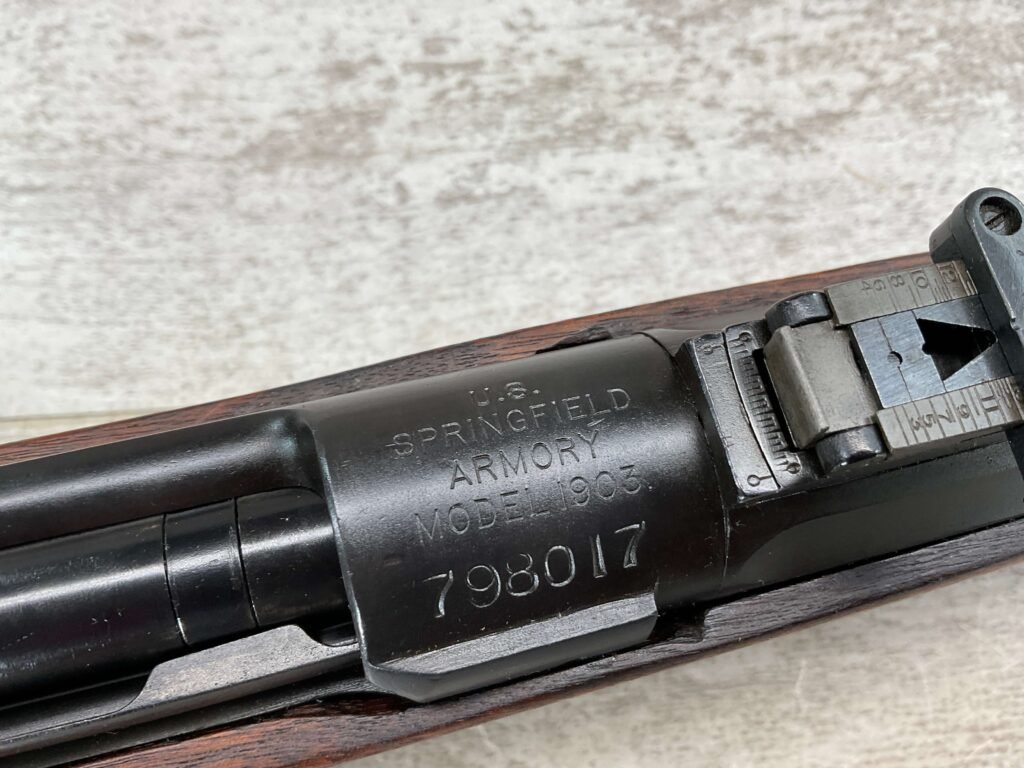 U.S.
SPRINGFIELD
ARMORY
MODEL 1903.
798017